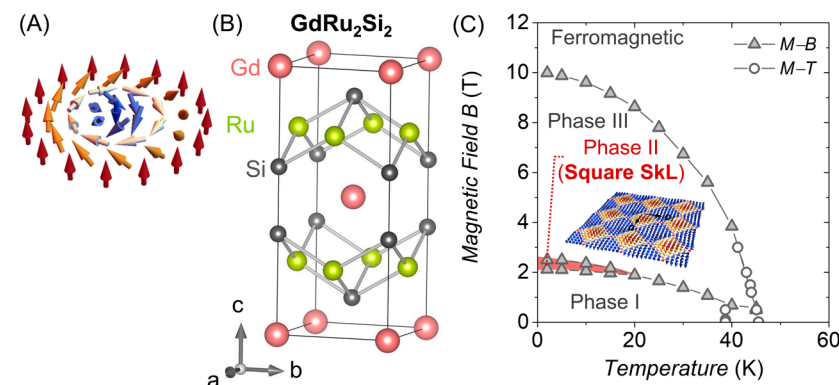 (A)
(B)
GdRu₂Si₂
Gd
Ru
Si
c
b
a
(C)
Magnetic Field B (T)
12
10
8
6
4
2
0
Ferromagnetic
M–B
M–T
Phase III
Phase II
(Square SkL)
Phase I
0
20
40
60
Temperature (K)